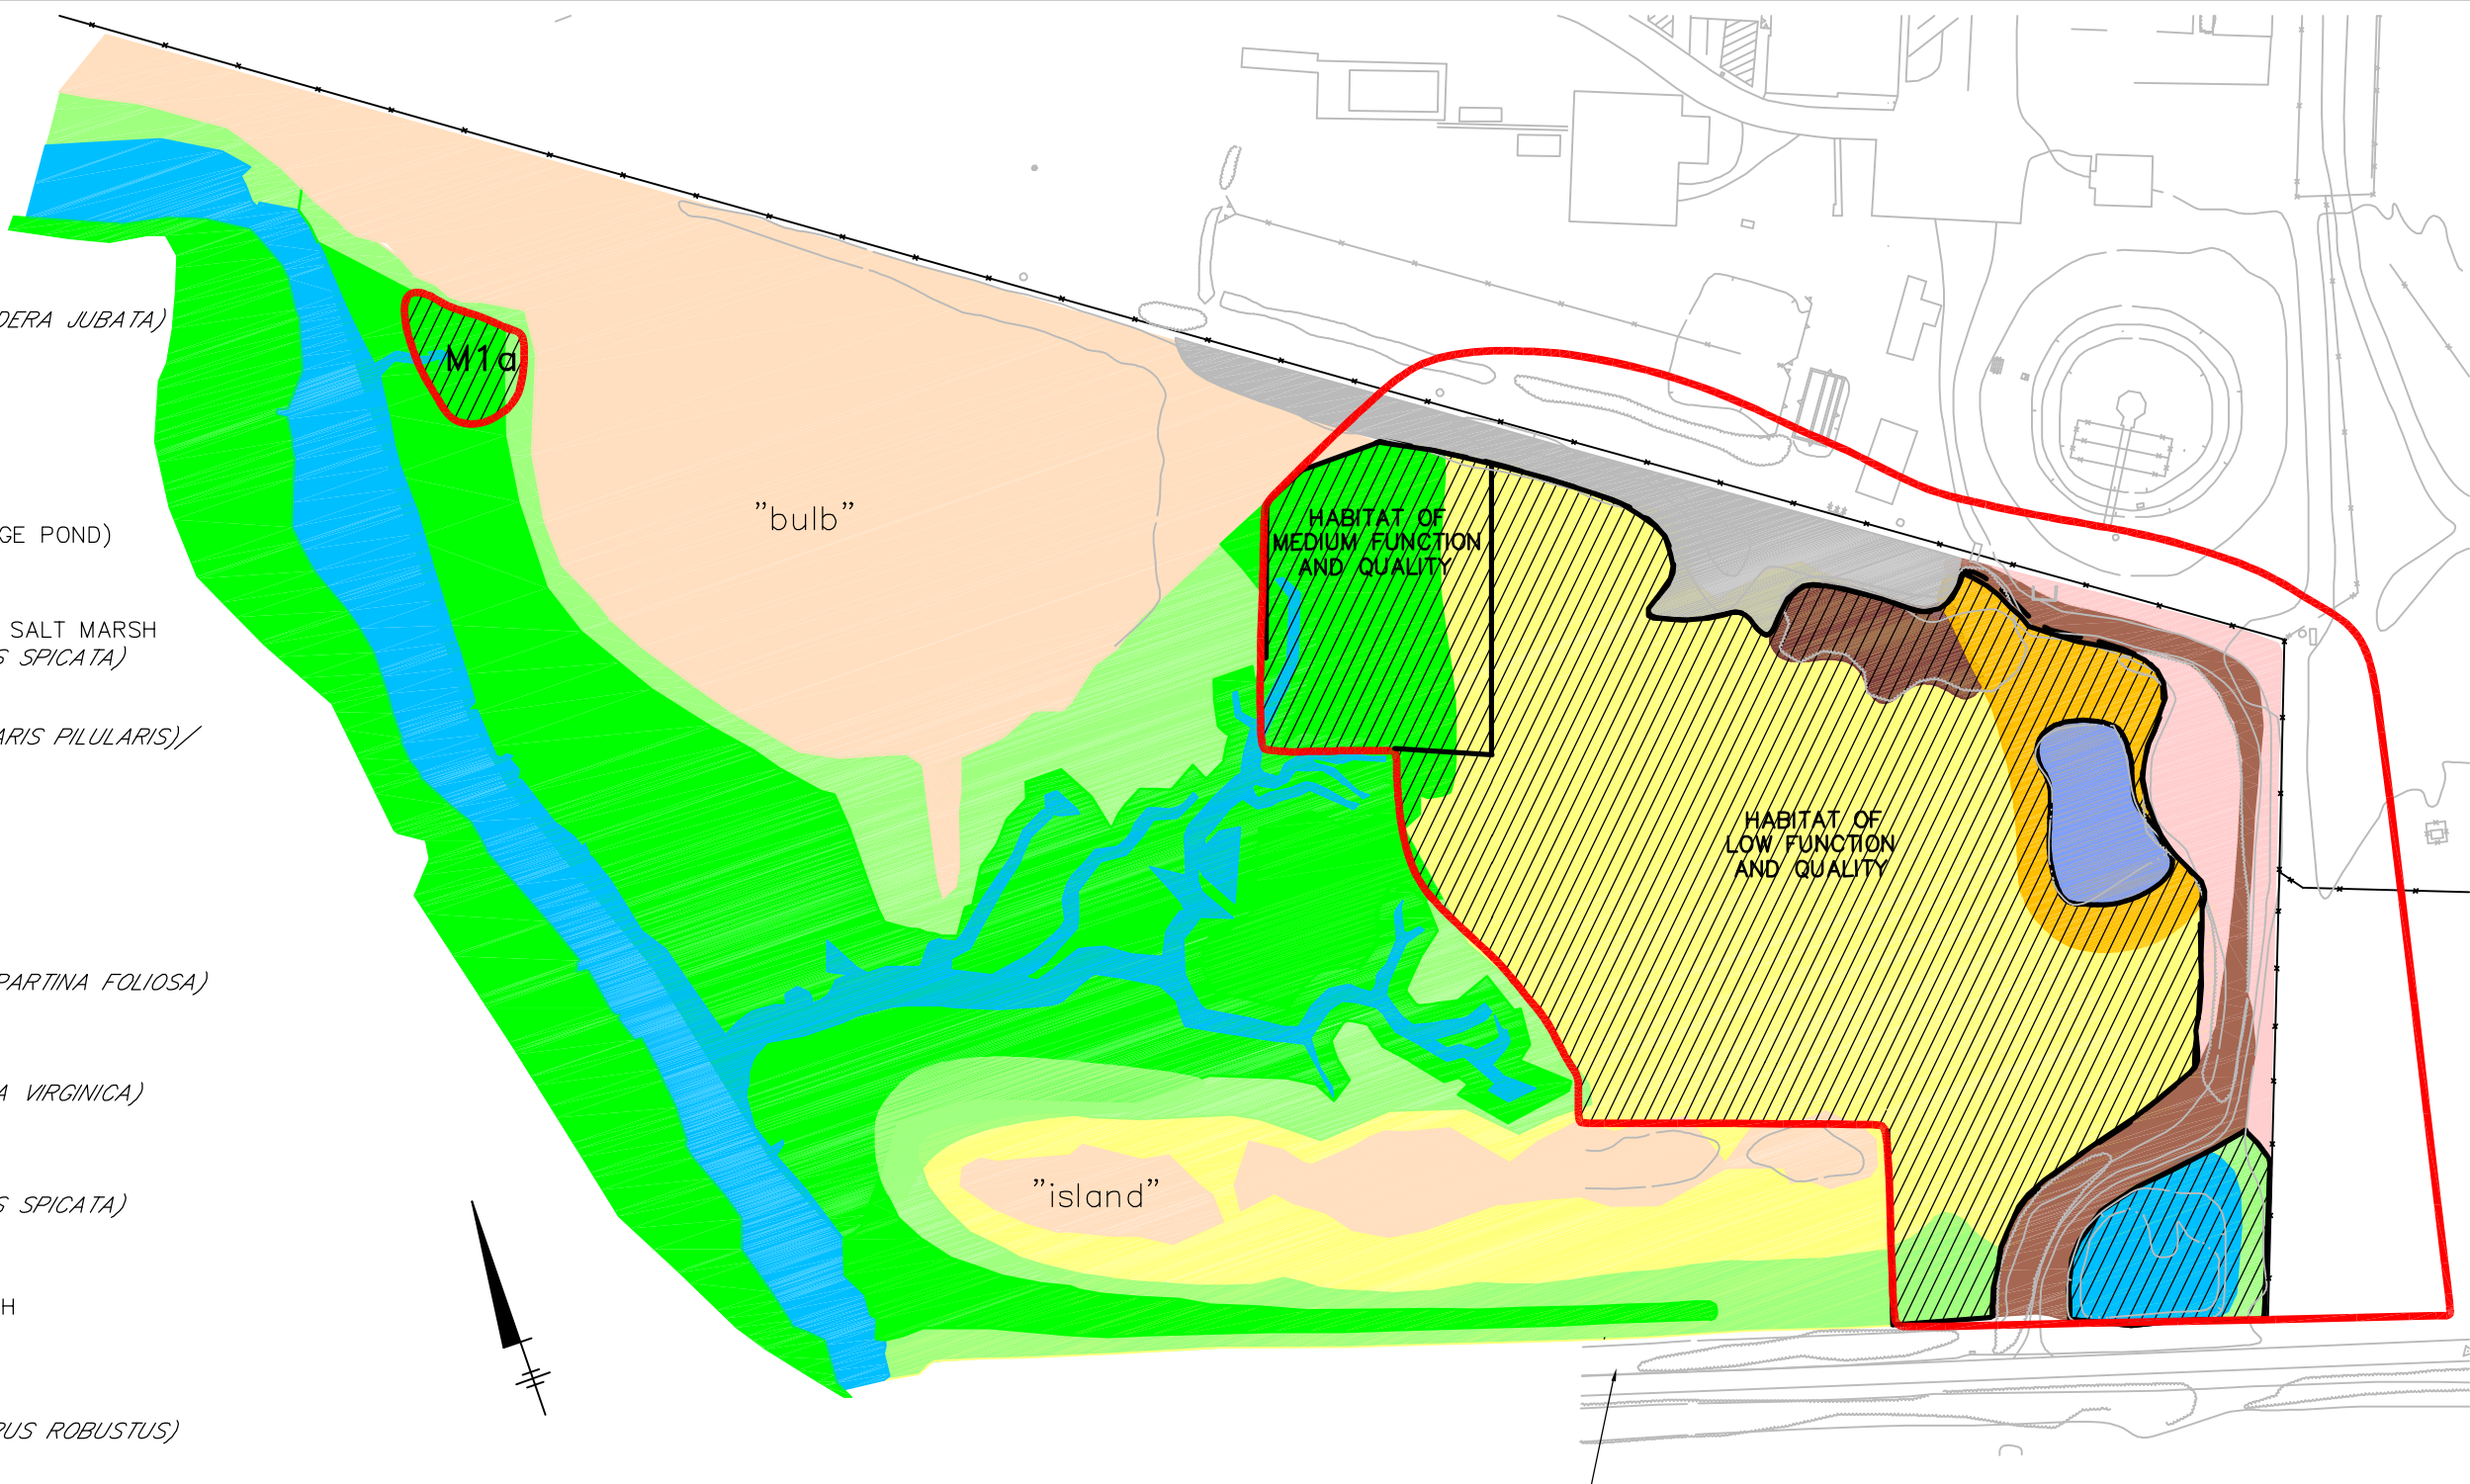 DERA JUBATA)
GE POND)
SALT MARSH
S SPICATA)
ARIS PILULARIS)/
PARTINA FOLIOSA)
A VIRGINICA)
S SPICATA)
H
PUS ROBUSTUS)
M1a
"bulb"
HABITAT OF
MEDIUM FUNCTION
AND QUALITY
HABITAT OF
LOW FUNCTION
AND QUALITY
"island"